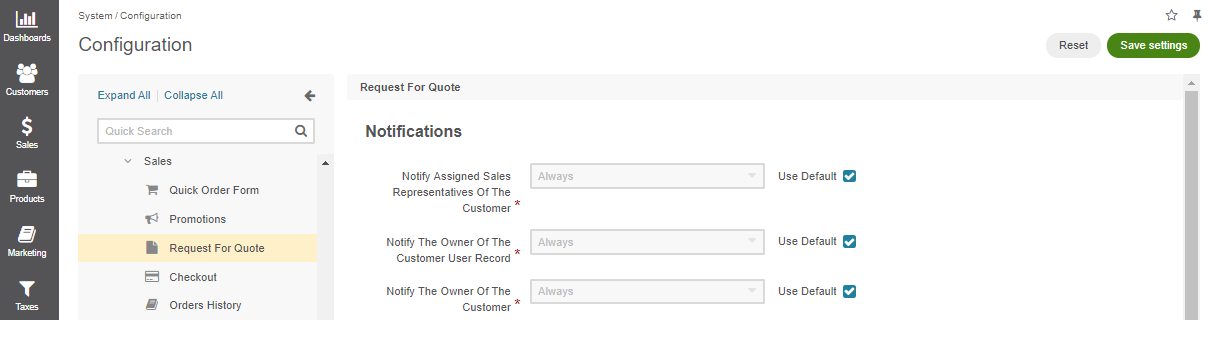 Dashboards
Customers
Sales
Products
Marketing
Taxes
System / Configuration
Configuration
Reset
Save settings
Expand All | Collapse All
Quick Search
Sales
Quick Order Form
Promotions
Request For Quote
Checkout
Orders History
Request For Quote
Notifications
Notify Assigned Sales
Representatives Of The
Customer *
Always
Use Default
Notify The Owner Of The
Customer User Record *
Always
Use Default
Notify The Owner Of The
Customer *
Always
Use Default